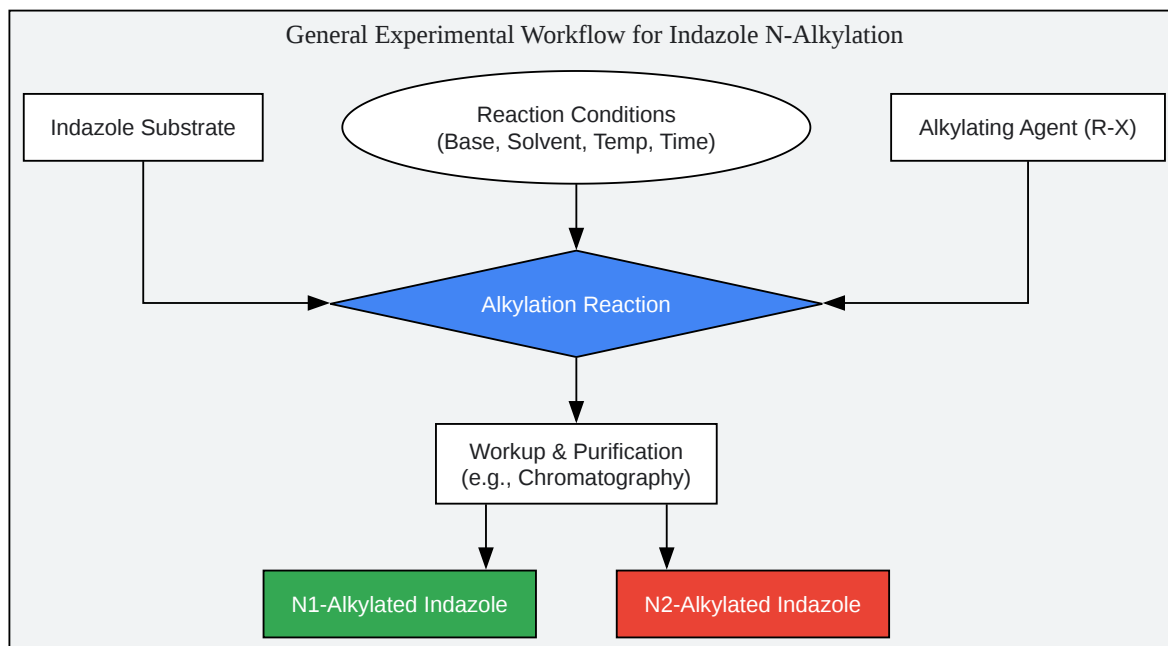 General Experimental Workflow for Indazole N-Alkylation
Indazole Substrate
Reaction Conditions
(Base, Solvent, Temp, Time)
Alkylating Agent (R-X)
Alkylation Reaction
Workup & Purification
(e.g., Chromatography)
N1-Alkylated Indazole
N2-Alkylated Indazole